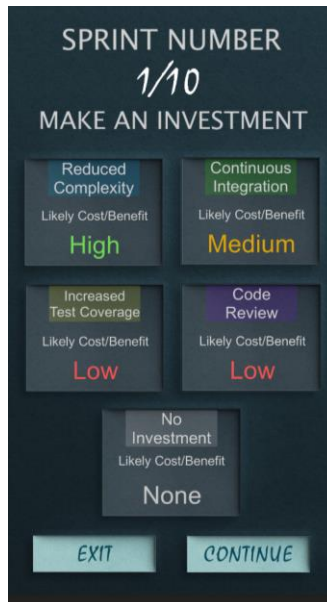 SPRINT NUMBER
1/10
MAKE AN INVESTMENT
Reduced
Complexity
Likely Cost/Benefit
High
Continuous
Integration
Likely Cost/Benefit
Medium
Increased
Test Coverage
Likely Cost/Benefit
Low
Code
Review
Likely Cost/Benefit
Low
No
Investment
Likely Cost/Benefit
None
EXIT
CONTINUE